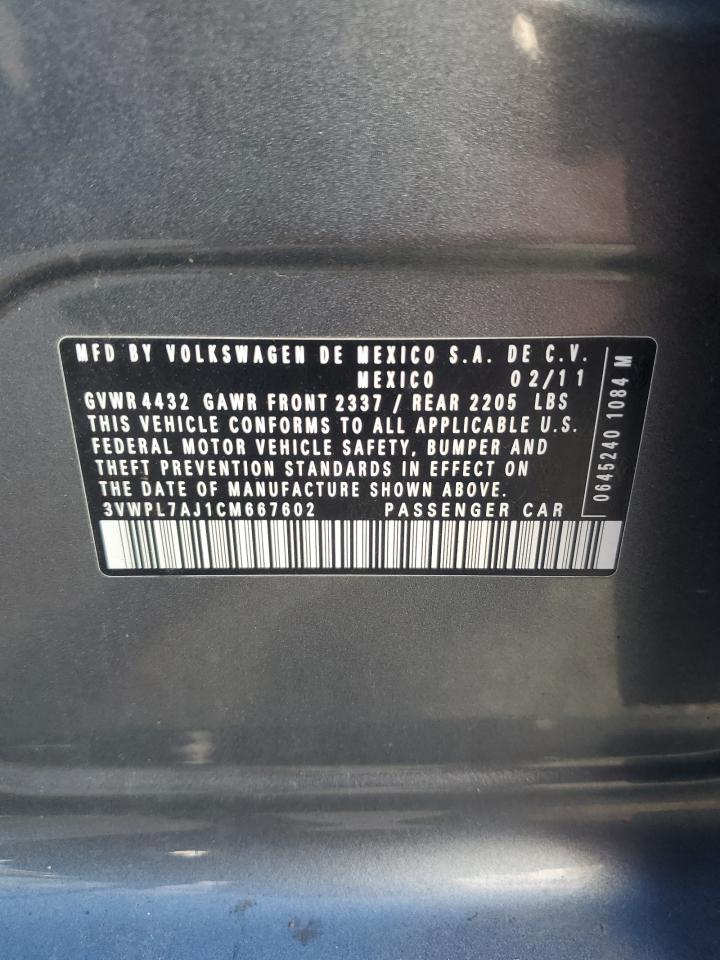 MFD BY VOLKSWAGEN DE MEXICO S.A. DE C.V.
MEXICO 02/11
GVWR 4432 GAWR FRONT 2337 / REAR 2205 LBS
THIS VEHICLE CONFORMS TO ALL APPLICABLE U.S.
FEDERAL MOTOR VEHICLE SAFETY, BUMPER AND
THEFT PREVENTION STANDARDS IN EFFECT ON
THE DATE OF MANUFACTURE SHOWN ABOVE.
3VWPL7AJ1CM667602 PASSENGER CAR
0645240 1084 M